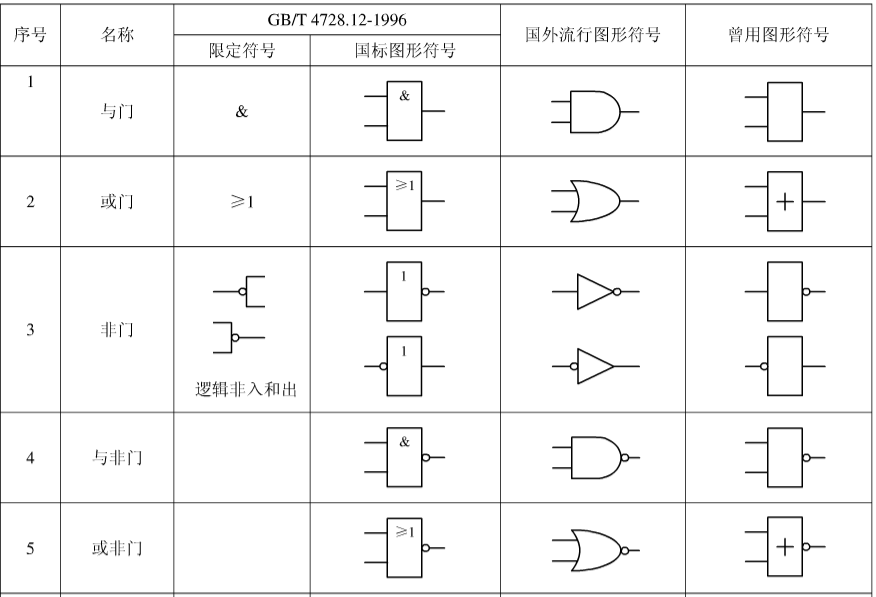 序号 名称 GB/T 4728.12-1996 国外流行图形符号 曾用图形符号
限定符号 国标图形符号
1 与门 & &
2 或门 ≥1 ≥1 +
3 非门 逻辑非入和出 1
1
4 与非门 &
5 或非门 ≥1 +